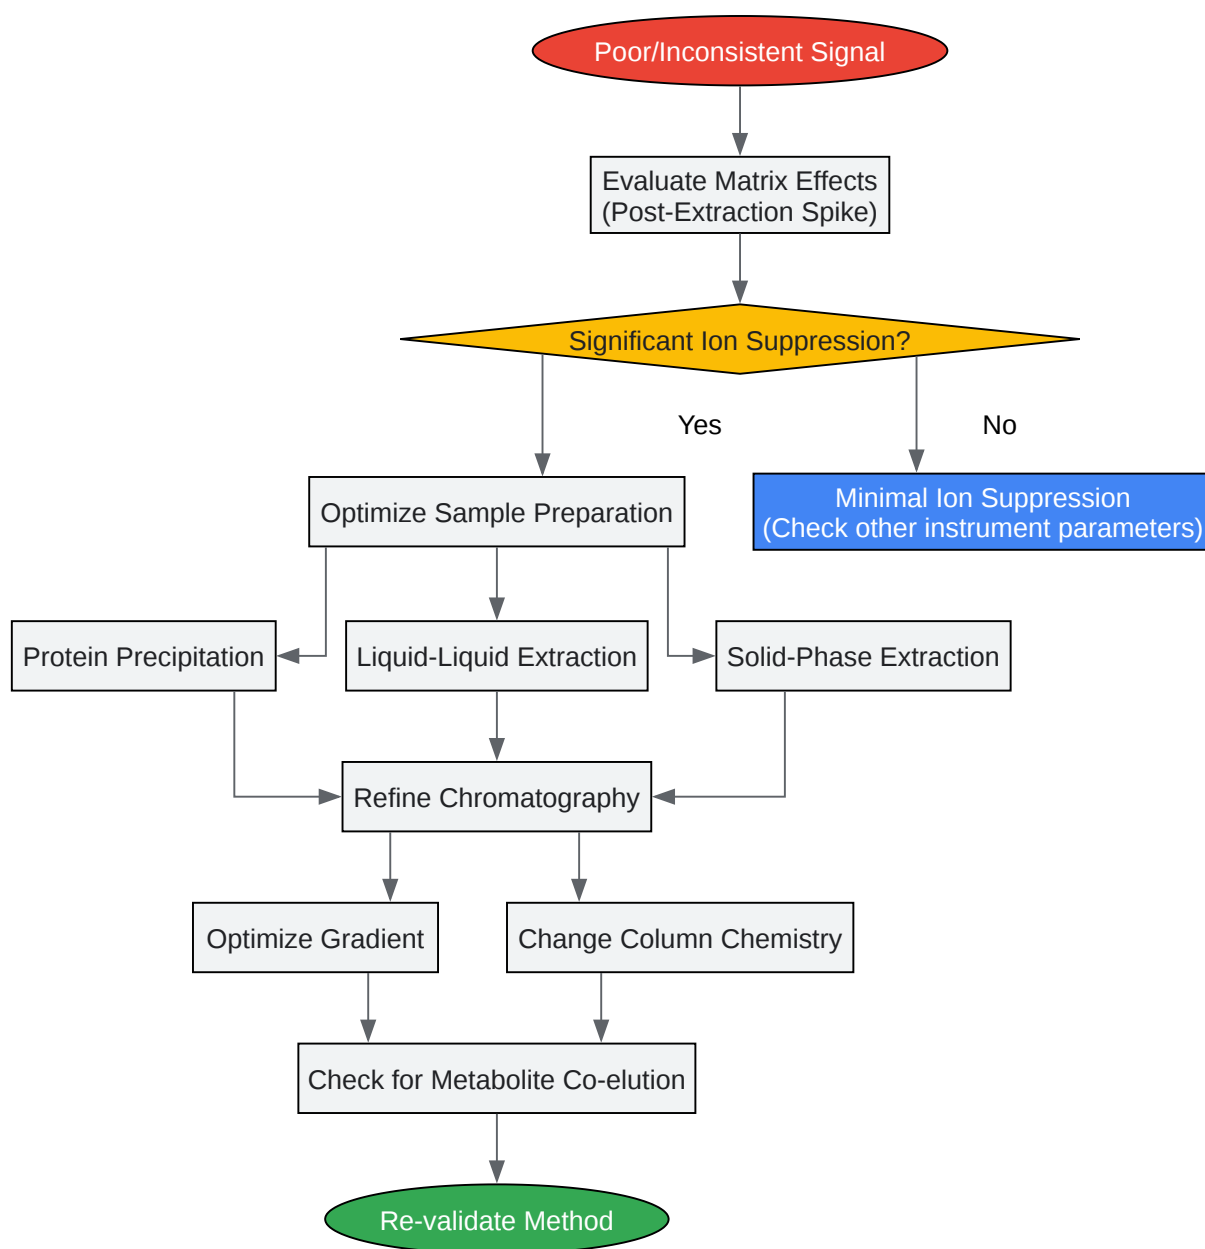 Poor/Inconsistent Signal
Evaluate Matrix Effects
(Post-Extraction Spike)
Significant Ion Suppression?
Yes
No
Optimize Sample Preparation
Minimal Ion Suppression
(Check other instrument parameters)
Protein Precipitation
Liquid-Liquid Extraction
Solid-Phase Extraction
Refine Chromatography
Optimize Gradient
Change Column Chemistry
Check for Metabolite Co-elution
Re-validate Method